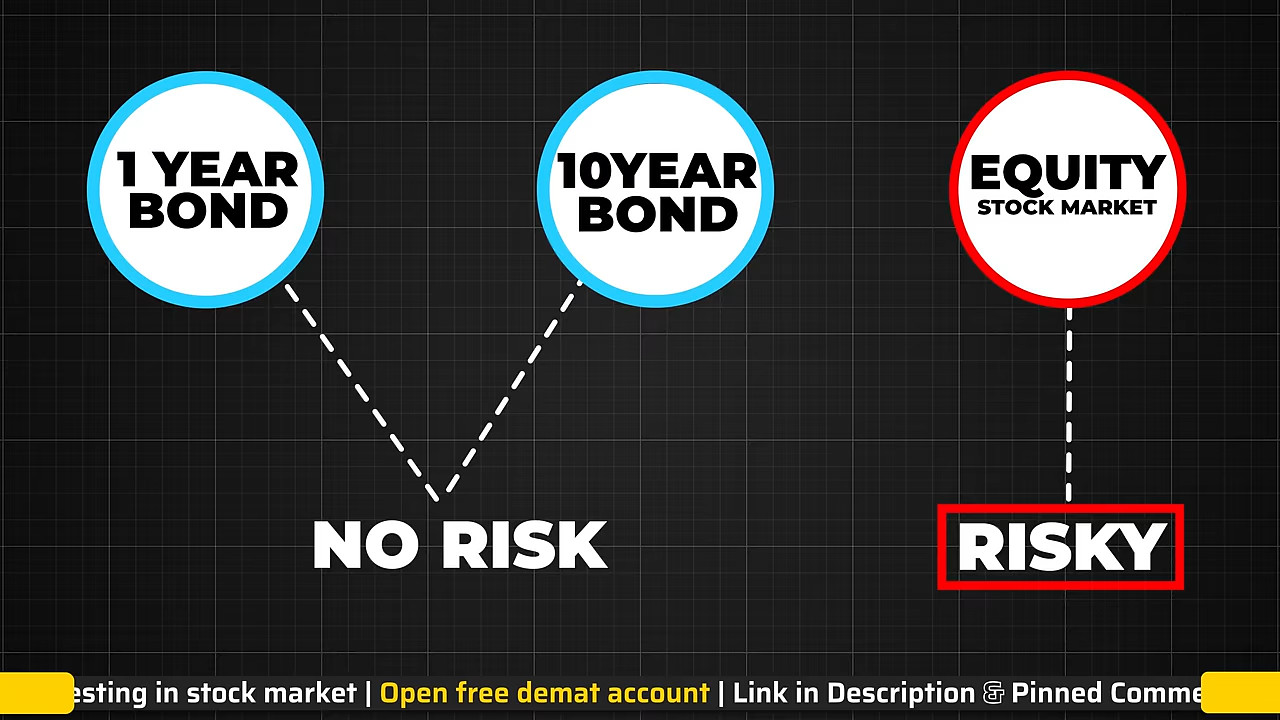 1 YEAR
BOND
10YEAR
BOND
EQUITY
STOCK MARKET
NO RISK
RISKY
esting in stock market | Open free demat account | Link in Description & Pinned Comme